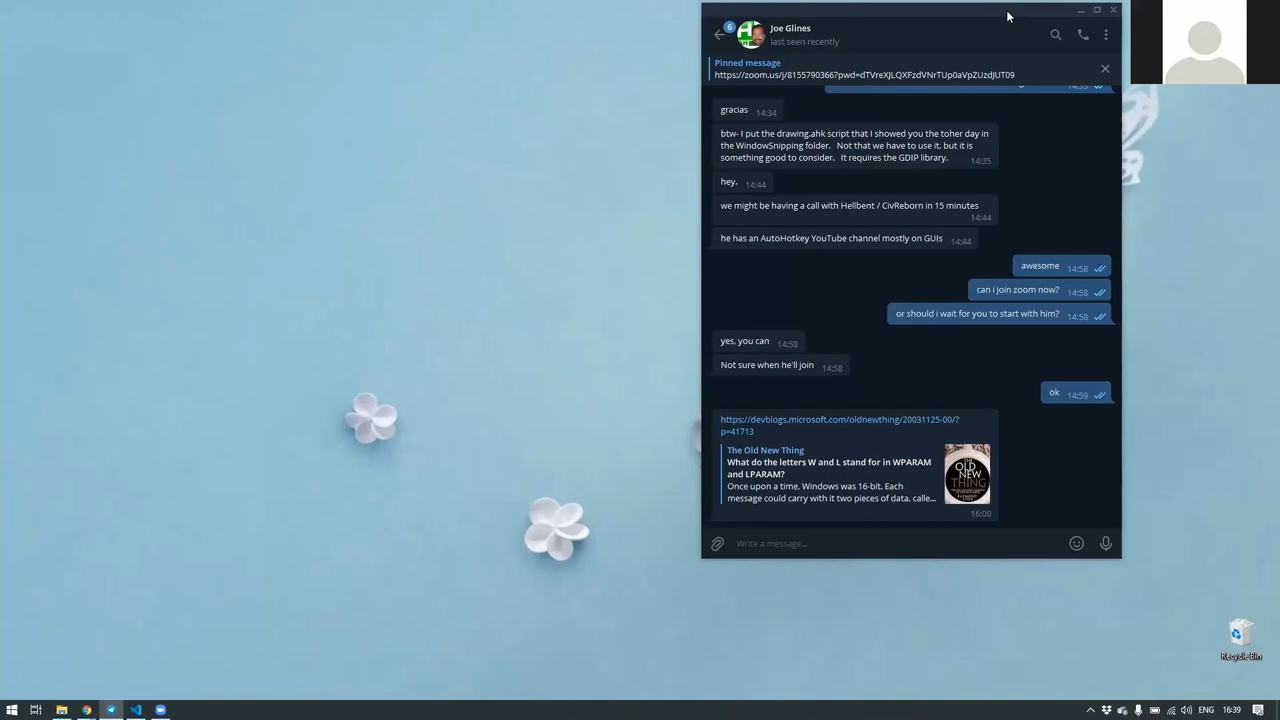 6
Joe Glines
last seen recently
Pinned message
https://zoom.us/j/8155790366?pwd=dTVreXJLQXFzdVNrTUp0aVpZUzdJUT09
14:35
gracias
14:34
btw- I put the drawing.ahk script that I showed you the toher day in
the WindowSnipping folder. Not that we have to use it, but it is
something good to consider. It requires the GDIP library.
14:35
hey.
14:44
we might be having a call with Hellbent / CivReborn in 15 minutes
14:44
he has an AutoHotkey YouTube channel mostly on GUIs
14:44
awesome
14:58
can i join zoom now?
14:58
or should i wait for you to start with him?
14:58
yes, you can
14:58
Not sure when he'll join
14:58
ok
14:59
https://devblogs.microsoft.com/oldnewthing/20031125-00/?
p=41713
The Old New Thing
What do the letters W and L stand for in WPARAM
and LPARAM?
Once upon a time, Windows was 16-bit. Each
message could carry with it two pieces of data, calle...
THE
OLD
NEW
THING
16:00
Write a message...
Recycle Bin
ENG
16:39